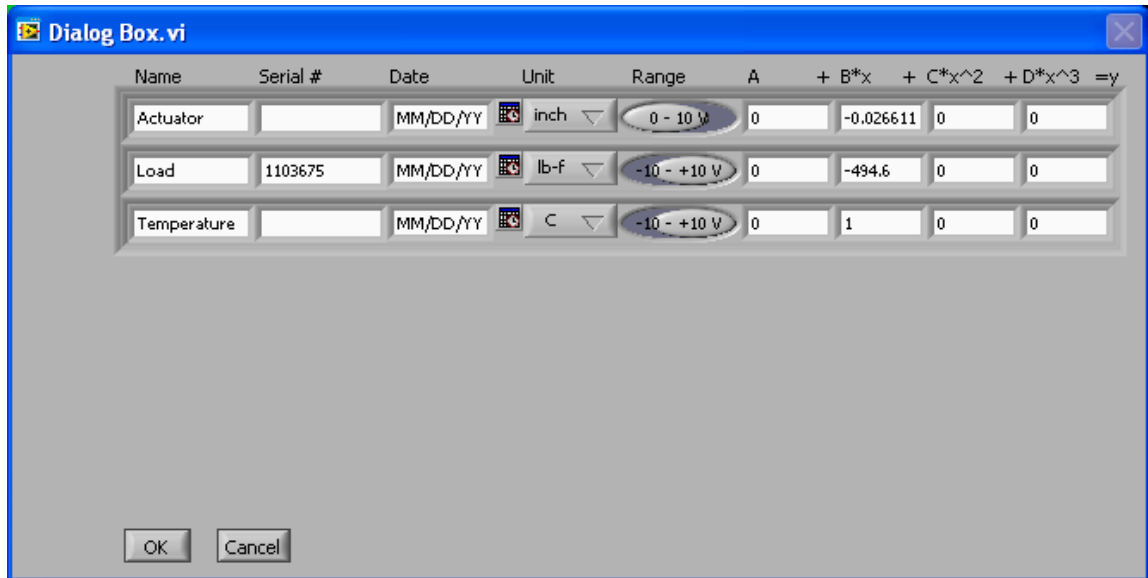 Dialog Box.vi
Name Serial # Date Unit Range A + B*x + C*x^2 + D*x^3 =y
Actuator MM/DD/YY inch 0 - 10 V 0 -0.026611 0 0
Load 1103675 MM/DD/YY lb-f -10 - +10 V 0 -494.6 0 0
Temperature MM/DD/YY C -10 - +10 V 0 1 0 0
OK Cancel